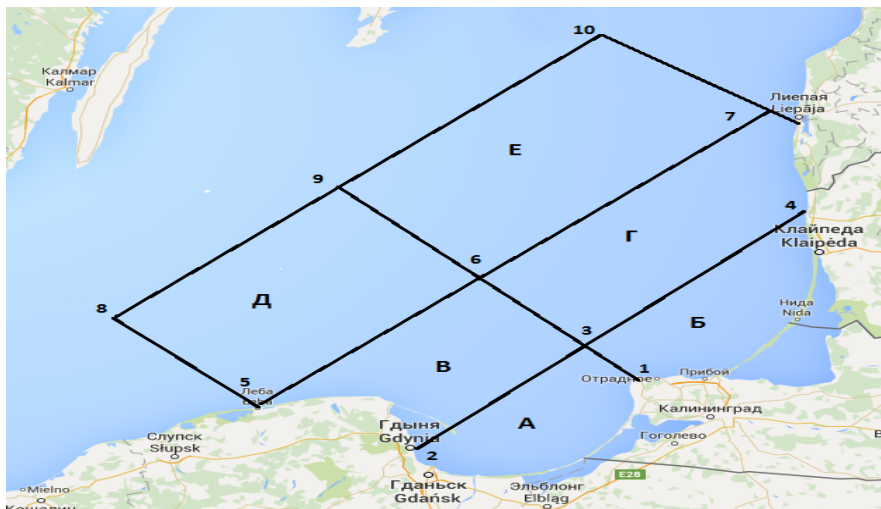 10
Калмар
Kalmar
Лиепая
Liepāja
7
Е
9
4
Г
Клайпеда
Klaipėda
6
Д
8
Нида
Nida
Б
3
В
1
5
Отрадное
Прибой
Леба
А
Калининград
Гдыня
Gdynia
Гоголево
Слупск
Słupsk
2
E28
Mielno
Гданьск
Gdańsk
Эльблонг
Elbląg